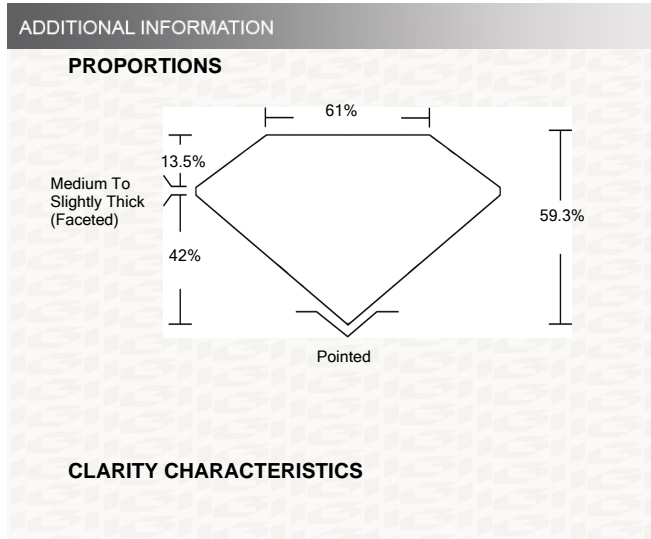 ADDITIONAL INFORMATION
PROPORTIONS
61%
13.5%
Medium To
Slightly Thick
(Faceted)
59.3%
42%
Pointed
CLARITY CHARACTERISTICS